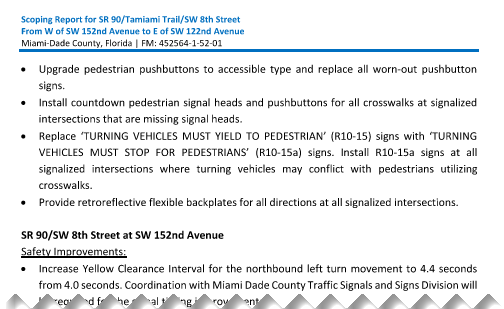 Scoping Report for SR 90/Tamiami Trail/SW 8th Street
From W of SW 152nd Avenue to E of SW 122nd Avenue
Miami-Dade County, Florida | FM: 452564-1-52-01
• Upgrade pedestrian pushbuttons to accessible type and replace all worn-out pushbutton
signs.
• Install countdown pedestrian signal heads and pushbuttons for all crosswalks at signalized
intersections that are missing signal heads.
• Replace ‘TURNING VEHICLES MUST YIELD TO PEDESTRIAN’ (R10-15) signs with ‘TURNING
VEHICLES MUST STOP FOR PEDESTRIANS’ (R10-15a) signs. Install R10-15a signs at all
signalized intersections where turning vehicles may conflict with pedestrians utilizing
crosswalks.
• Provide retroreflective flexible backplates for all directions at all signalized intersections.
SR 90/SW 8th Street at SW 152nd Avenue
Safety Improvements:
• Increase Yellow Clearance Interval for the northbound left turn movement to 4.4 seconds
from 4.0 seconds. Coordination with Miami Dade County Traffic Signals and Signs Division will